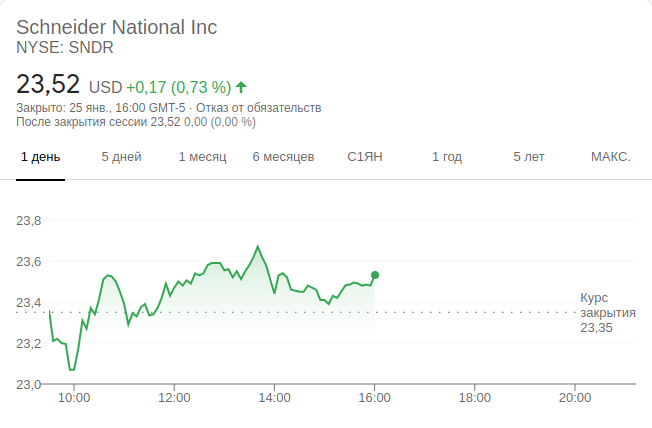 Schneider National Inc
NYSE: SNDR
23,52 USD +0,17 (0,73 %)
Закрыто: 25 янв., 16:00 GMT-5 · Отказ от обязательств
После закрытия сессии 23,52 0,00 (0,00 %)
1 день 5 дней 1 месяц 6 месяцев С1ЯН 1 год 5 лет МАКС.
23,8
23,6
23,4
23,2
23,0
Курс
закрытия
23,35
10:00 12:00 14:00 16:00 18:00 20:00